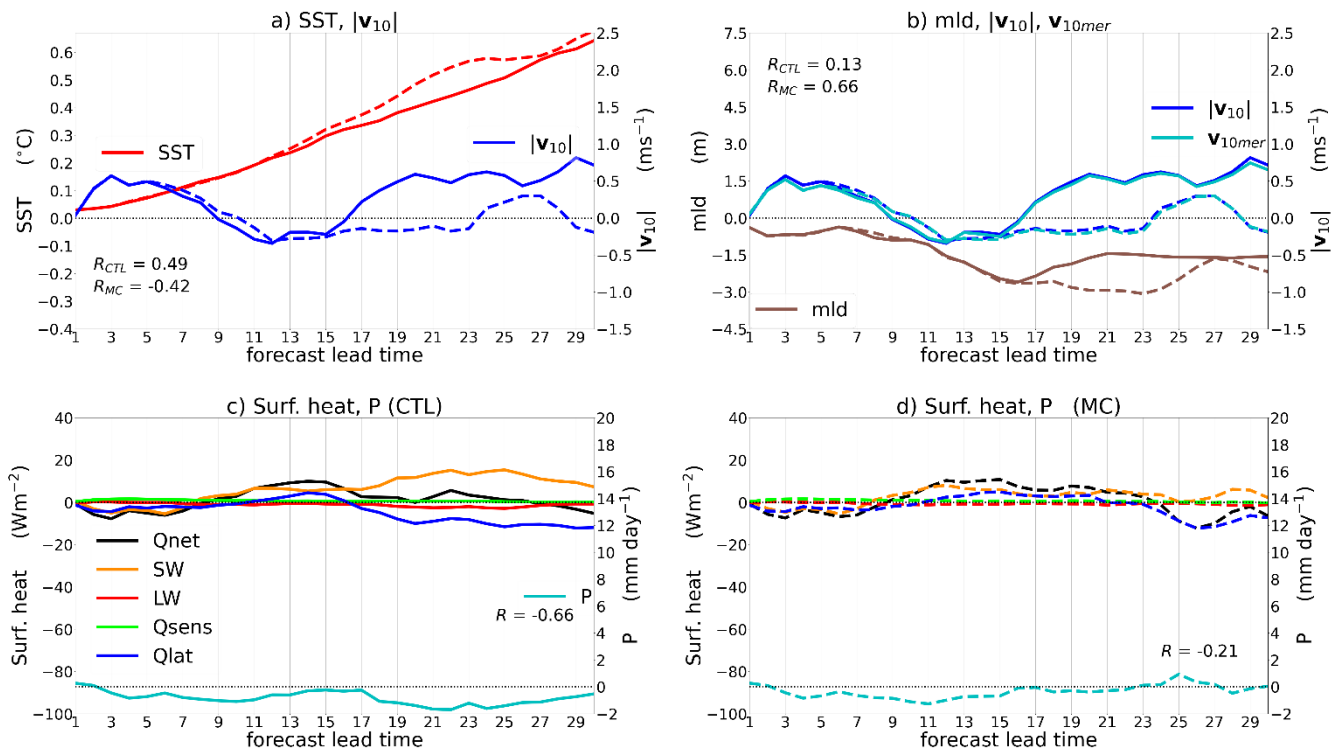 a) SST, |v₁₀|
SST (°C)
0.6
0.5
0.4
0.3
0.2
0.1
0.0
−0.1
−0.2
−0.3
−0.4
2.5
2.0
1.5
1.0
0.5
0.0
−0.5
−1.0
−1.5
|v₁₀| (ms⁻¹)
SST
|v₁₀|
R_CTL = 0.49
R_MC = -0.42
1 3 5 7 9 11 13 15 17 19 21 23 25 27 29
forecast lead time
b) mld, |v₁₀|, v₁₀mer
mld (m)
7.5
6.0
4.5
3.0
1.5
0.0
−1.5
−3.0
−4.5
2.5
2.0
1.5
1.0
0.5
0.0
−0.5
−1.0
−1.5
|v₁₀| (ms⁻¹)
R_CTL = 0.13
R_MC = 0.66
|v₁₀|
v₁₀mer
mld
1 3 5 7 9 11 13 15 17 19 21 23 25 27 29
forecast lead time
c) Surf. heat, P (CTL)
Surf. heat (Wm⁻²)
40
20
0
−20
−40
−60
−80
−100
20
18
16
14
12
10
8
6
4
2
0
−2
P (mm day⁻¹)
Qnet
SW
LW
Qsens
Qlat
P
R = -0.66
1 3 5 7 9 11 13 15 17 19 21 23 25 27 29
forecast lead time
d) Surf. heat, P (MC)
Surf. heat (Wm⁻²)
40
20
0
−20
−40
−60
−80
−100
20
18
16
14
12
10
8
6
4
2
0
−2
P (mm day⁻¹)
R = -0.21
1 3 5 7 9 11 13 15 17 19 21 23 25 27 29
forecast lead time